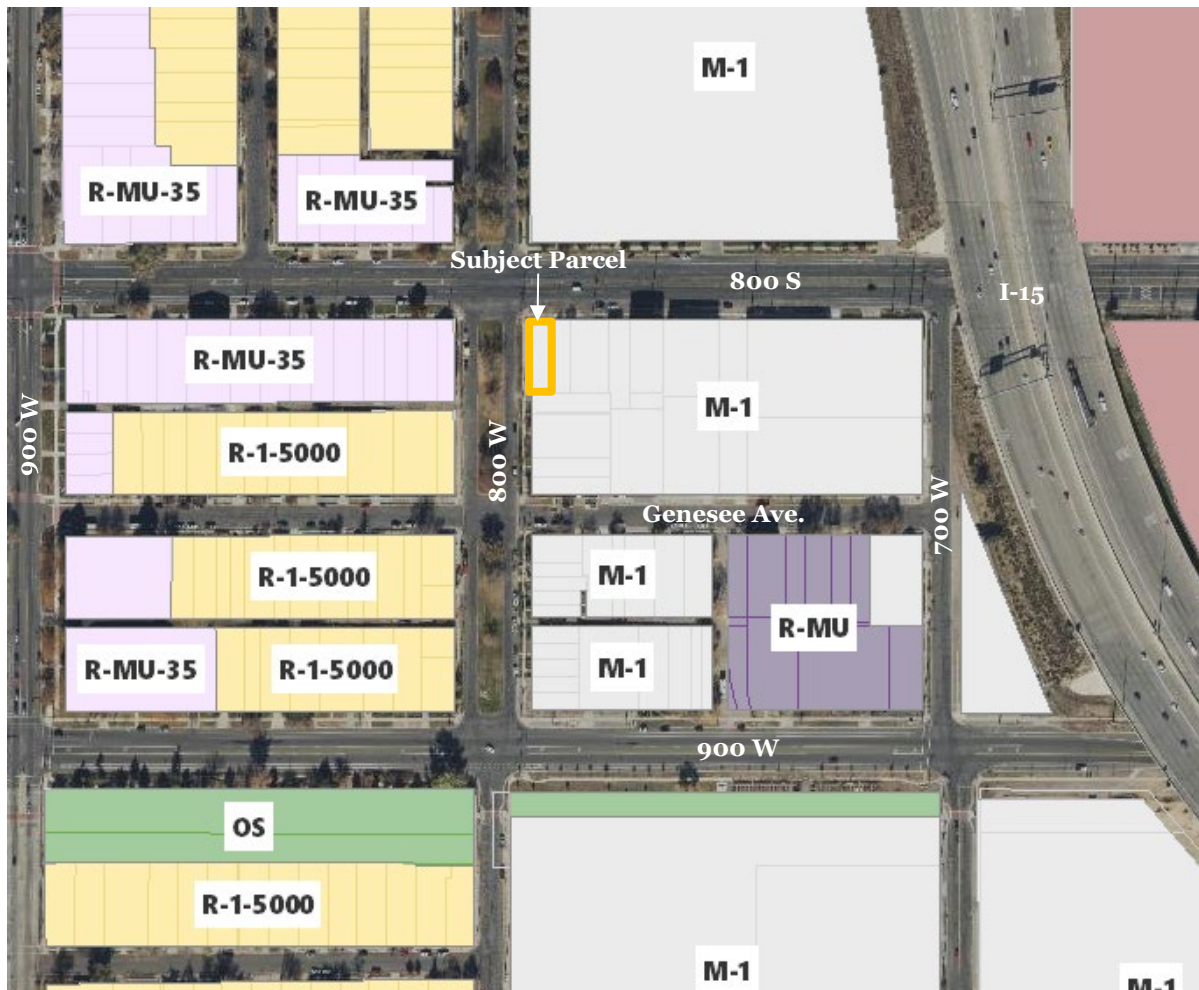 M-1
R-MU-35
R-MU-35
Subject Parcel
800 S
I-15
R-MU-35
M-1
900 W
R-1-5000
800 W
700 W
Genesee Ave.
R-1-5000
M-1
R-MU
R-MU-35
R-1-5000
M-1
900 W
OS
R-1-5000
M-1
M-1